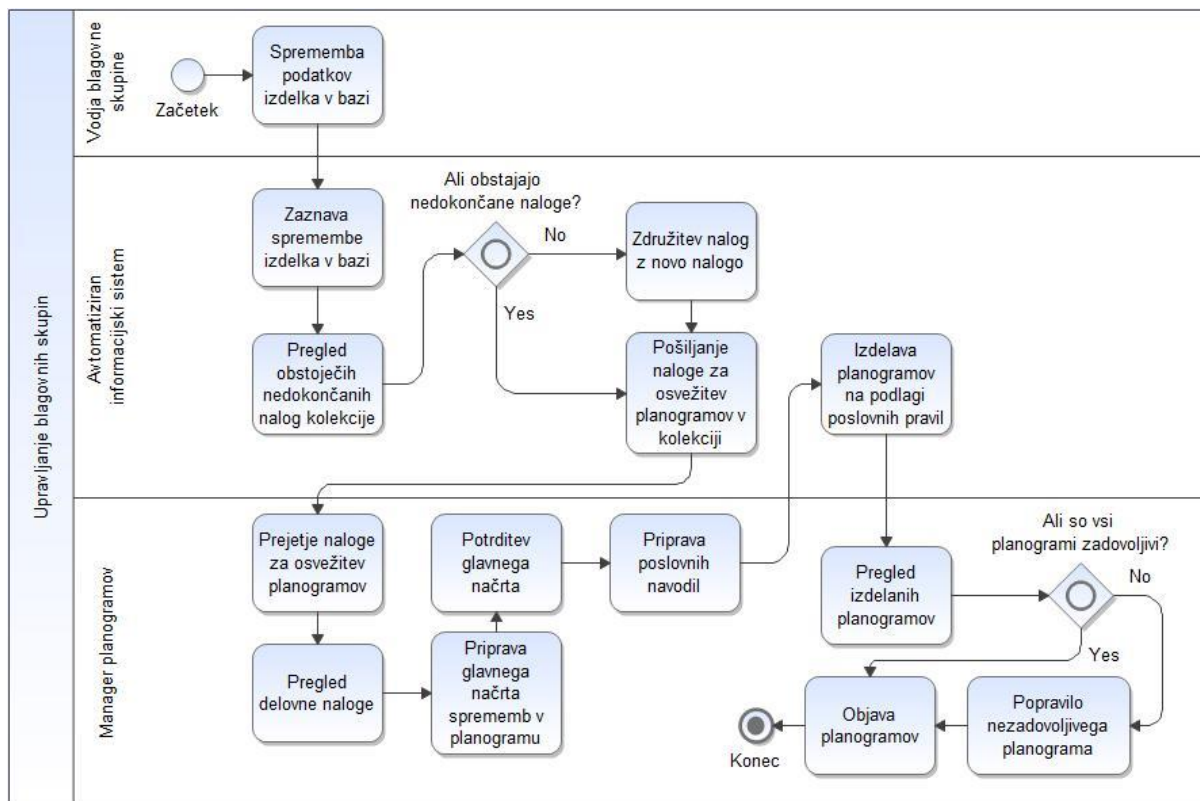 Upravljanje blagovnih skupin
Vodja blagovne
skupine
Začetek
Sprememba
podatkov
izdelka v bazi
Avtomatiziran
informacijski sistem
Zaznava
spremembe
izdelka v bazi
Pregled
obstoječih
nedokončanih
nalog kolekcije
Ali obstajajo
nedokončane naloge?
No
Yes
Združitev nalog
z novo nalogo
Pošiljanje
naloge za
osvežitev
planogramov v
kolekciji
Izdelava
planogramov
na podlagi
poslovnih pravil
Manager planogramov
Prejetje naloge
za osvežitev
planogramov
Pregled
delovne naloge
Priprava
glavnega
načrta
sprememb v
planogramu
Potrditev
glavnega
načrta
Priprava
poslovnih
navodil
Pregled
izdelanih
planogramov
Ali so vsi
planogrami zadovoljivi?
No
Yes
Popravilo
nezadovoljivega
planograma
Objava
planogramov
Konec